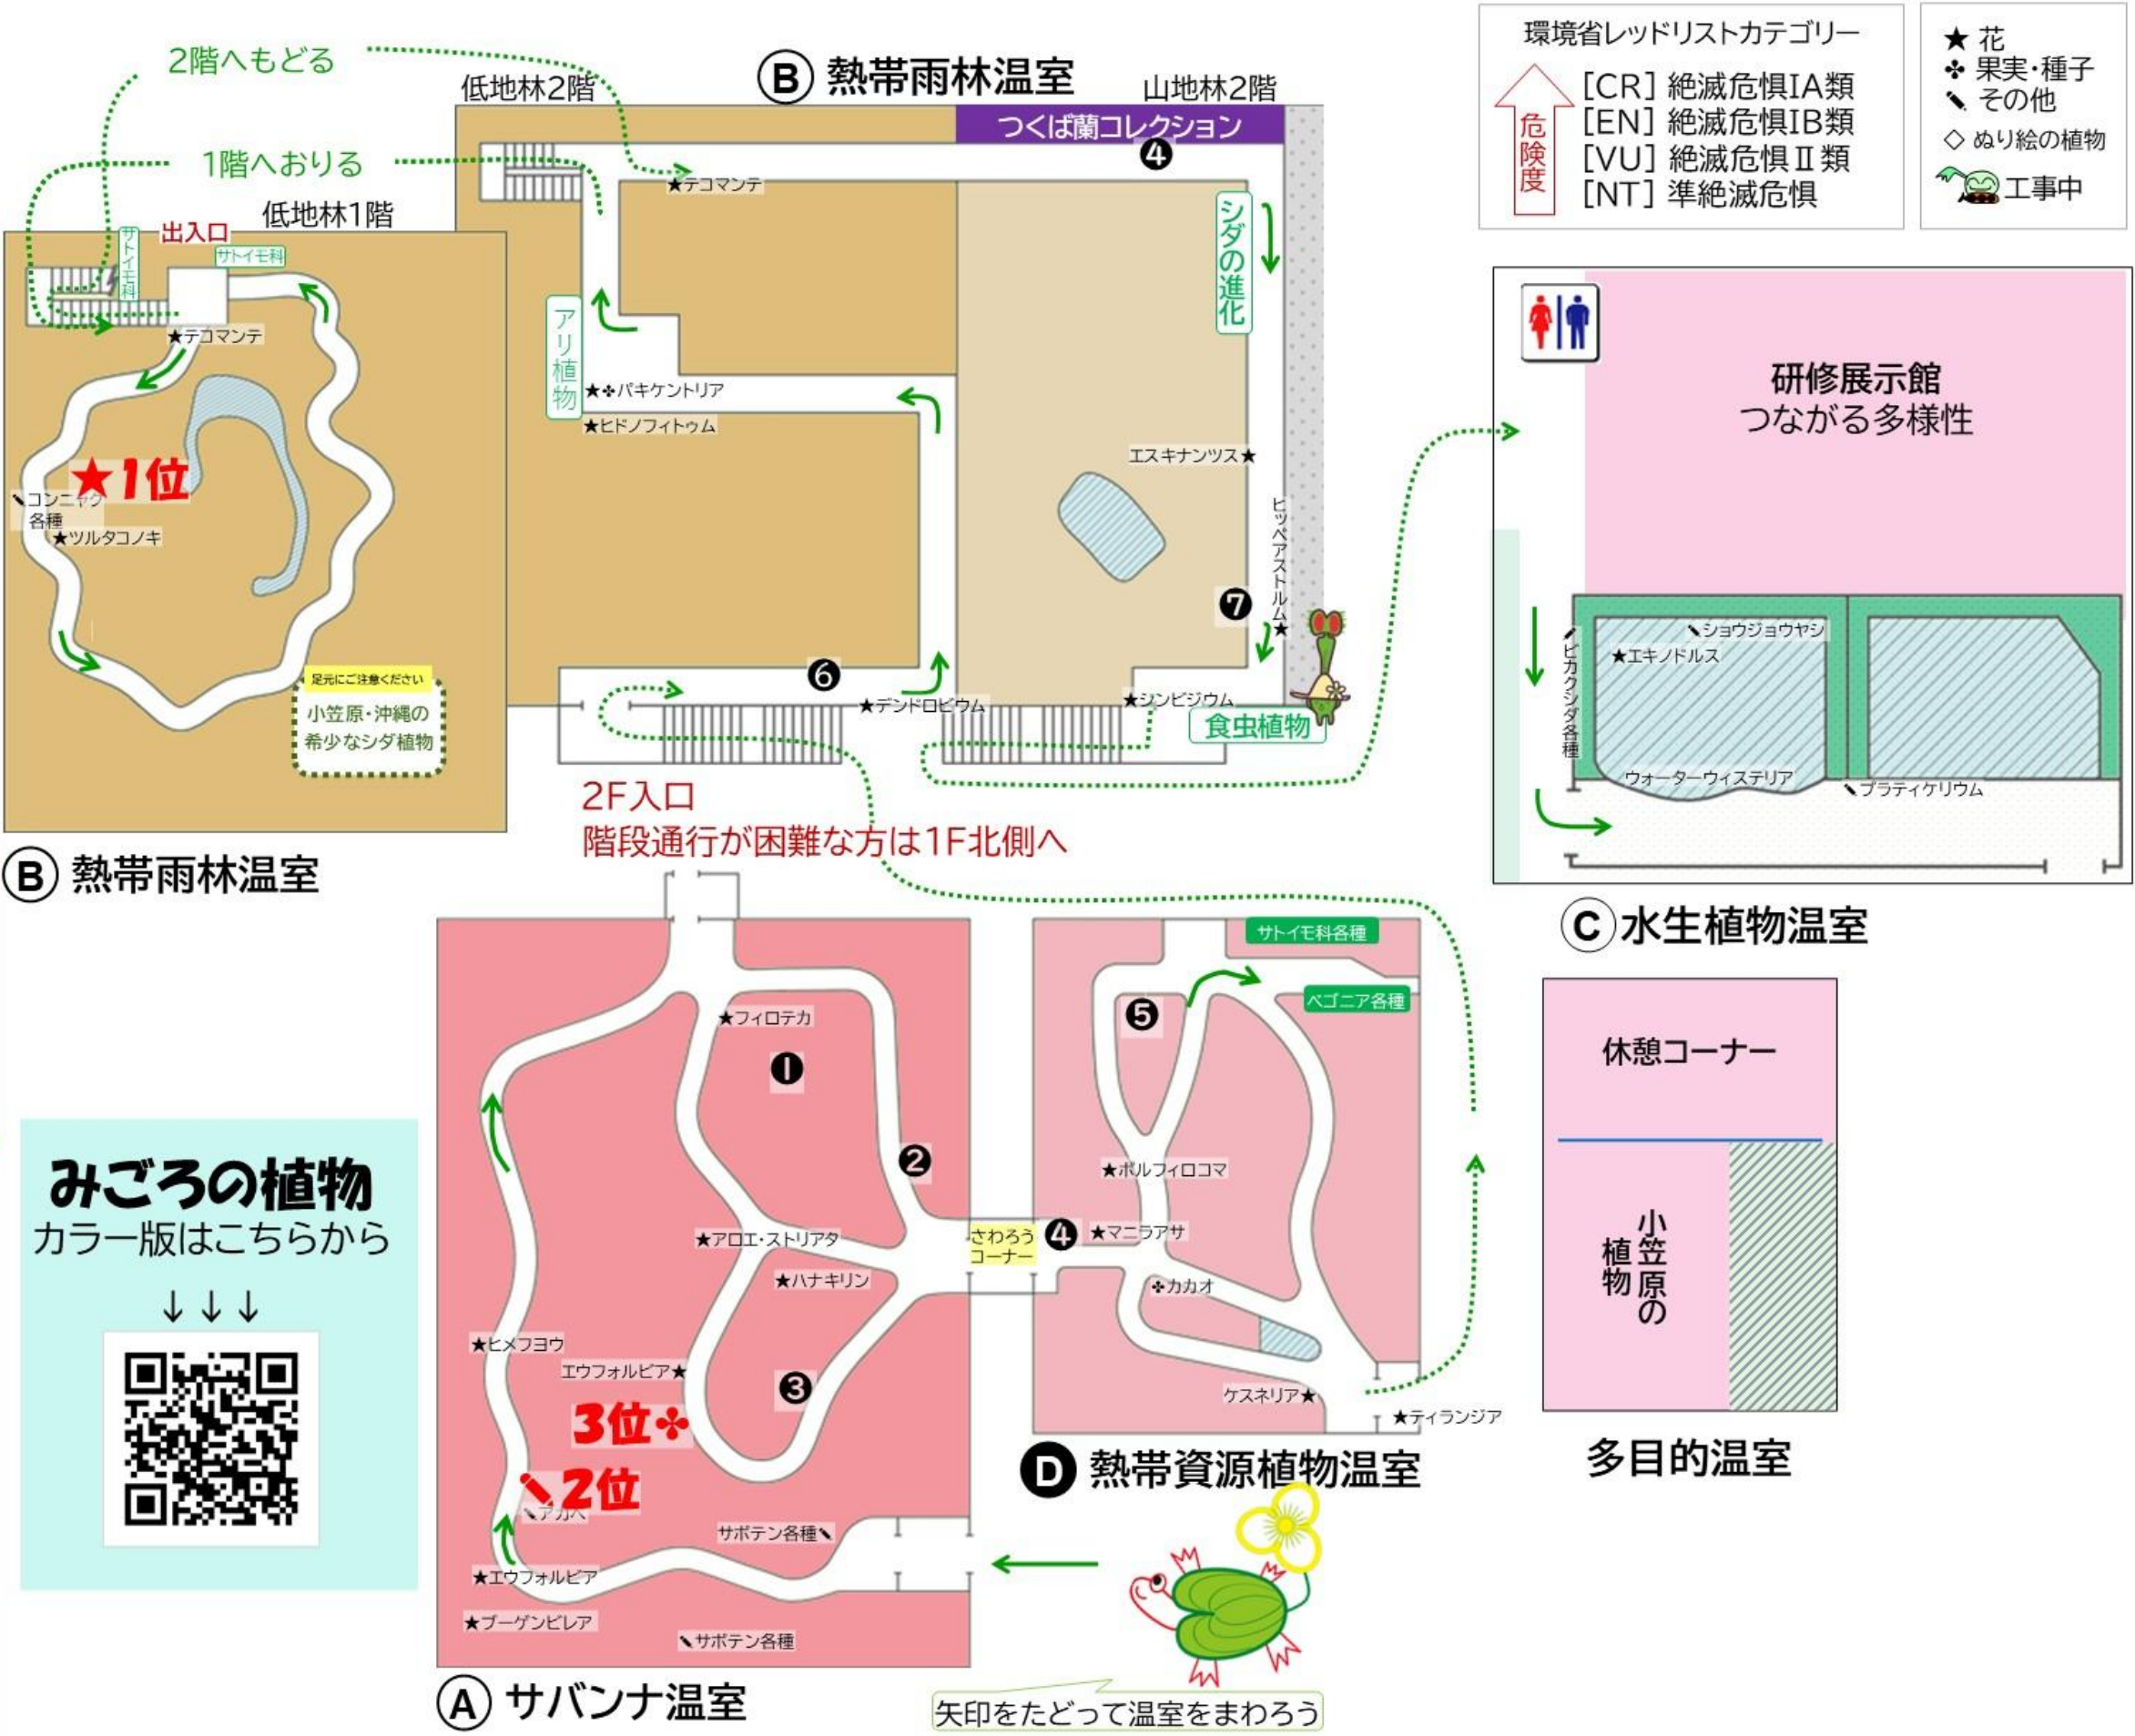 2階へもどる
1階へおりる
Ⓑ 熱帯雨林温室
低地林2階
山地林2階
つくば蘭コレクション
❹
★テコマンテ
シダの進化
アリ植物
★✤パキケントリア
★ヒドノフィトゥム
エスキナンツス★
ヒッペアストルム★
❼
❻
★デンドロビウム
★シンビジウム
食虫植物
2F入口
階段通行が困難な方は1F北側へ
低地林1階
出入口
サトイモ科
サトイモ科
★テコマンテ
★1位
コンニャク
各種
★ツルタコノキ
足元にご注意ください
小笠原・沖縄の
希少なシダ植物
Ⓑ 熱帯雨林温室
環境省レッドリストカテゴリー
危険度
[CR] 絶滅危惧IA類
[EN] 絶滅危惧IB類
[VU] 絶滅危惧Ⅱ類
[NT] 準絶滅危惧
★ 花
✤ 果実・種子
✎ その他
◇ ぬり絵の植物
工事中
研修展示館
つながる多様性
ショウジョウヤシ
★エキノドルス
ビカクシダ各種
ウォーターウィステリア
プラティケリウム
Ⓒ水生植物温室
休憩コーナー
小笠原の
植物
多目的温室
みごろの植物
カラー版はこちらから
↓↓↓
★フィロテカ
❶
❷
★アロエ・ストリアタ
★ハナキリン
さわろう
コーナー
★ヒメフヨウ
エウフォルビア★
❸
3位✤
2位
アガベ
サボテン各種
★エウフォルビア
★ブーゲンビレア
サボテン各種
Ⓐ サバンナ温室
サトイモ科各種
ベゴニア各種
❺
★ポルフィロコマ
❹
★マニラアサ
✤カカオ
ケスネリア★
★ティランジア
🅓 熱帯資源植物温室
矢印をたどって温室をまわろう